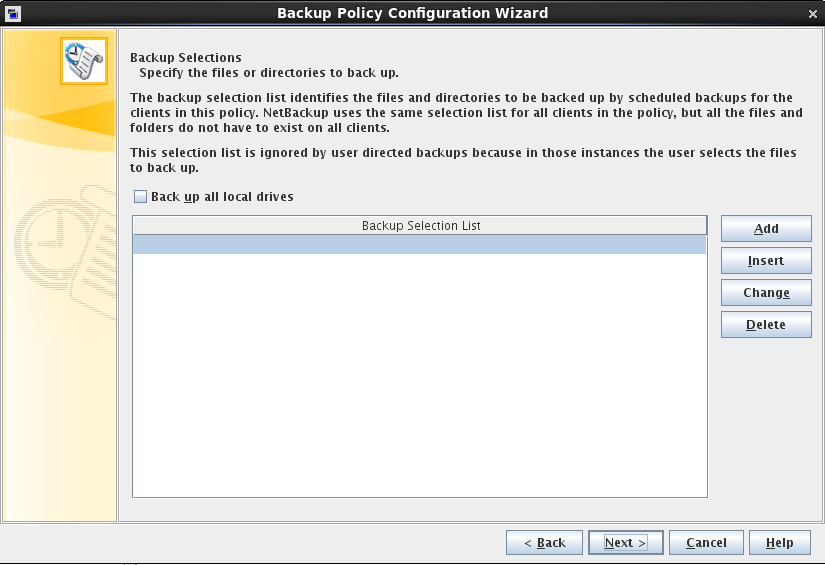 Backup Policy Configuration Wizard
Backup Selections
Specify the files or directories to back up.
The backup selection list identifies the files and directories to be backed up by scheduled backups for the
clients in this policy. NetBackup uses the same selection list for all clients in the policy, but all the files and
folders do not have to exist on all clients.
This selection list is ignored by user directed backups because in those instances the user selects the files
to back up.
Back up all local drives
Backup Selection List
Add
Insert
Change
Delete
< Back
Next >
Cancel
Help